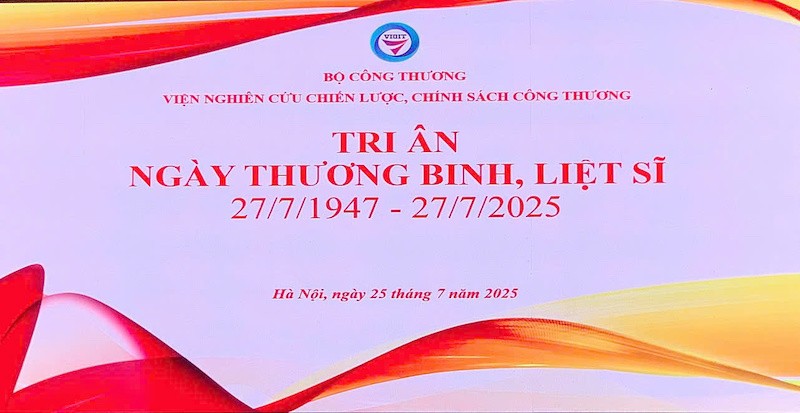 VIOIT
BỘ CÔNG THƯƠNG
VIỆN NGHIÊN CỨU CHIẾN LƯỢC, CHÍNH SÁCH CÔNG THƯƠNG
TRI ÂN
NGÀY THƯƠNG BINH, LIỆT SĨ
27/7/1947 - 27/7/2025
Hà Nội, ngày 25 tháng 7 năm 2025